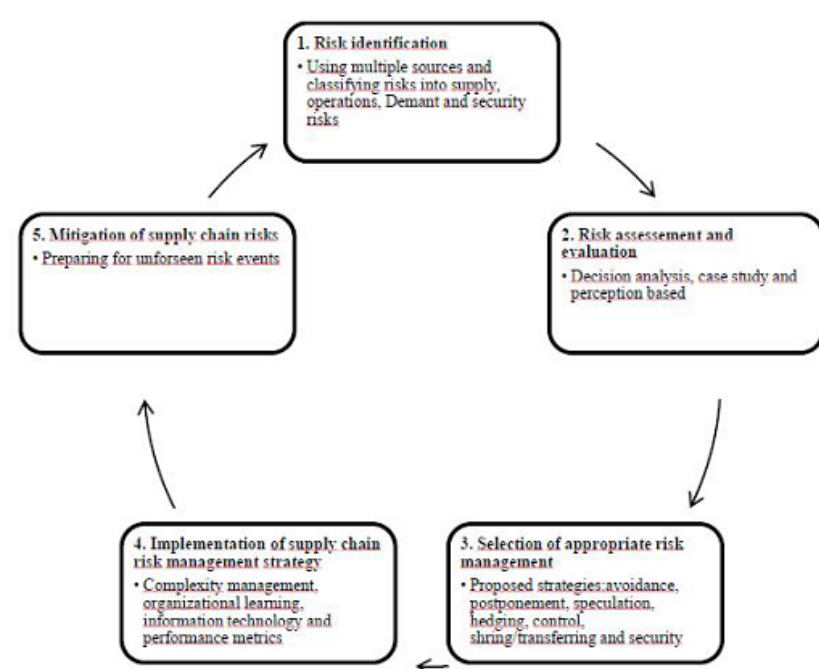 1. Risk identification
• Using multiple sources and
classifying risks into supply,
operations, Demant and security
risks
2. Risk assessement and
evaluation
• Decision analysis, case study and
perception based
3. Selection of appropriate risk
management
• Proposed strategies:avoidance,
postponement, speculation,
hedging, control,
shring/transferring and security
4. Implementation of supply chain
risk management strategy
• Complexity management,
organizational learning,
information technology and
performance metrics
5. Mitigation of supply chain risks
• Preparing for unforseen risk events